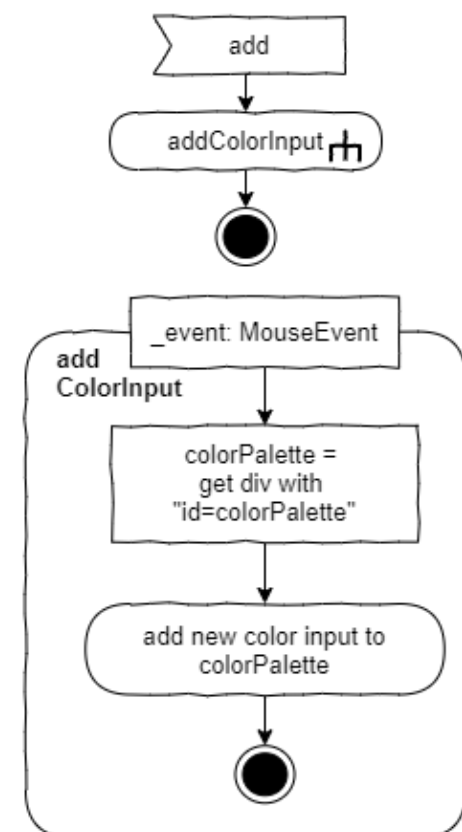 add
addColorInput
_event: MouseEvent
add
ColorInput
colorPalette =
get div with
"id=colorPalette"
add new color input to
colorPalette